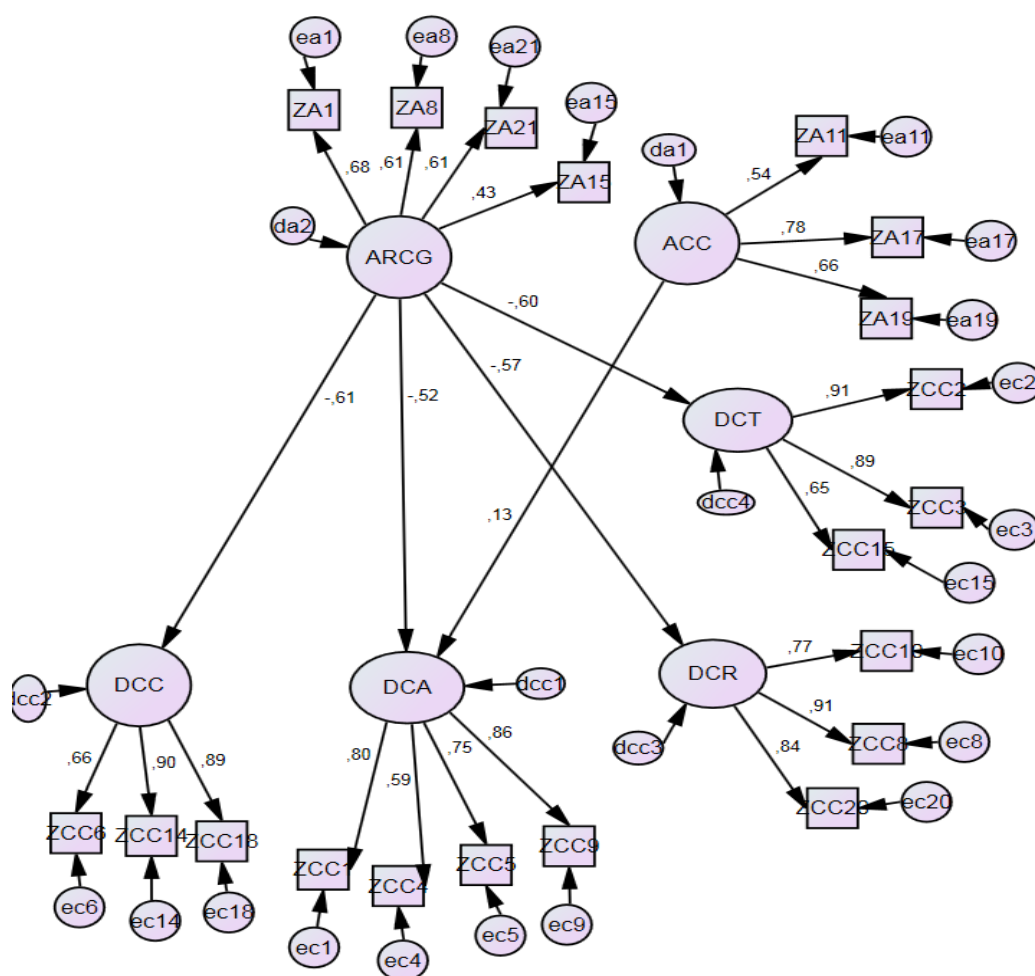 ea1
ea8
ea21
ea15
ZA1
ZA8
ZA21
ZA15
ZA11
ea11
da1
,68
,61
,61
,43
,54
da2
ARCG
ACC
,78
ZA17
ea17
,66
ZA19
ea19
-,60
-,57
-,61
-,52
,13
DCT
,91
ZCC2
ec2
,89
,65
ZCC3
ec3
dcc4
ZCC15
ec15
DCC
dcc2
DCA
dcc1
DCR
dcc3
,77
ec10
,91
ZCC8
ec8
,84
ec20
,66
,90
,89
ZCC6
ZCC14
ZCC18
ec6
ec14
ec18
,80
,59
,75
,86
ZCC1
ZCC4
ZCC5
ZCC9
ec1
ec4
ec5
ec9